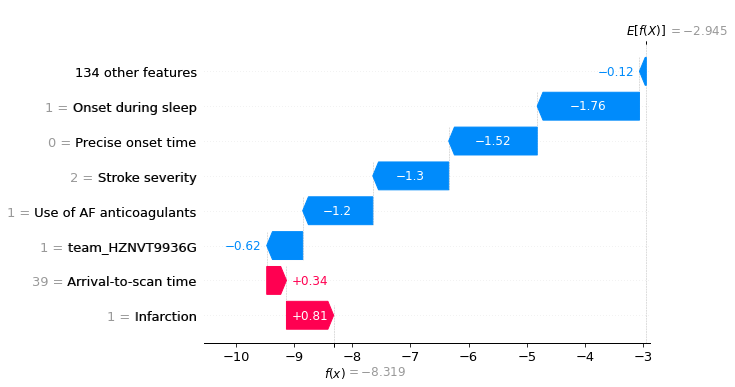 E[f(X)] = −2.945
134 other features −0.12
1 = Onset during sleep −1.76
0 = Precise onset time −1.52
2 = Stroke severity −1.3
1 = Use of AF anticoagulants −1.2
1 = team_HZNVT9936G −0.62
39 = Arrival-to-scan time +0.34
1 = Infarction +0.81
−10 −9 −8 −7 −6 −5 −4 −3
f(x) = −8.319